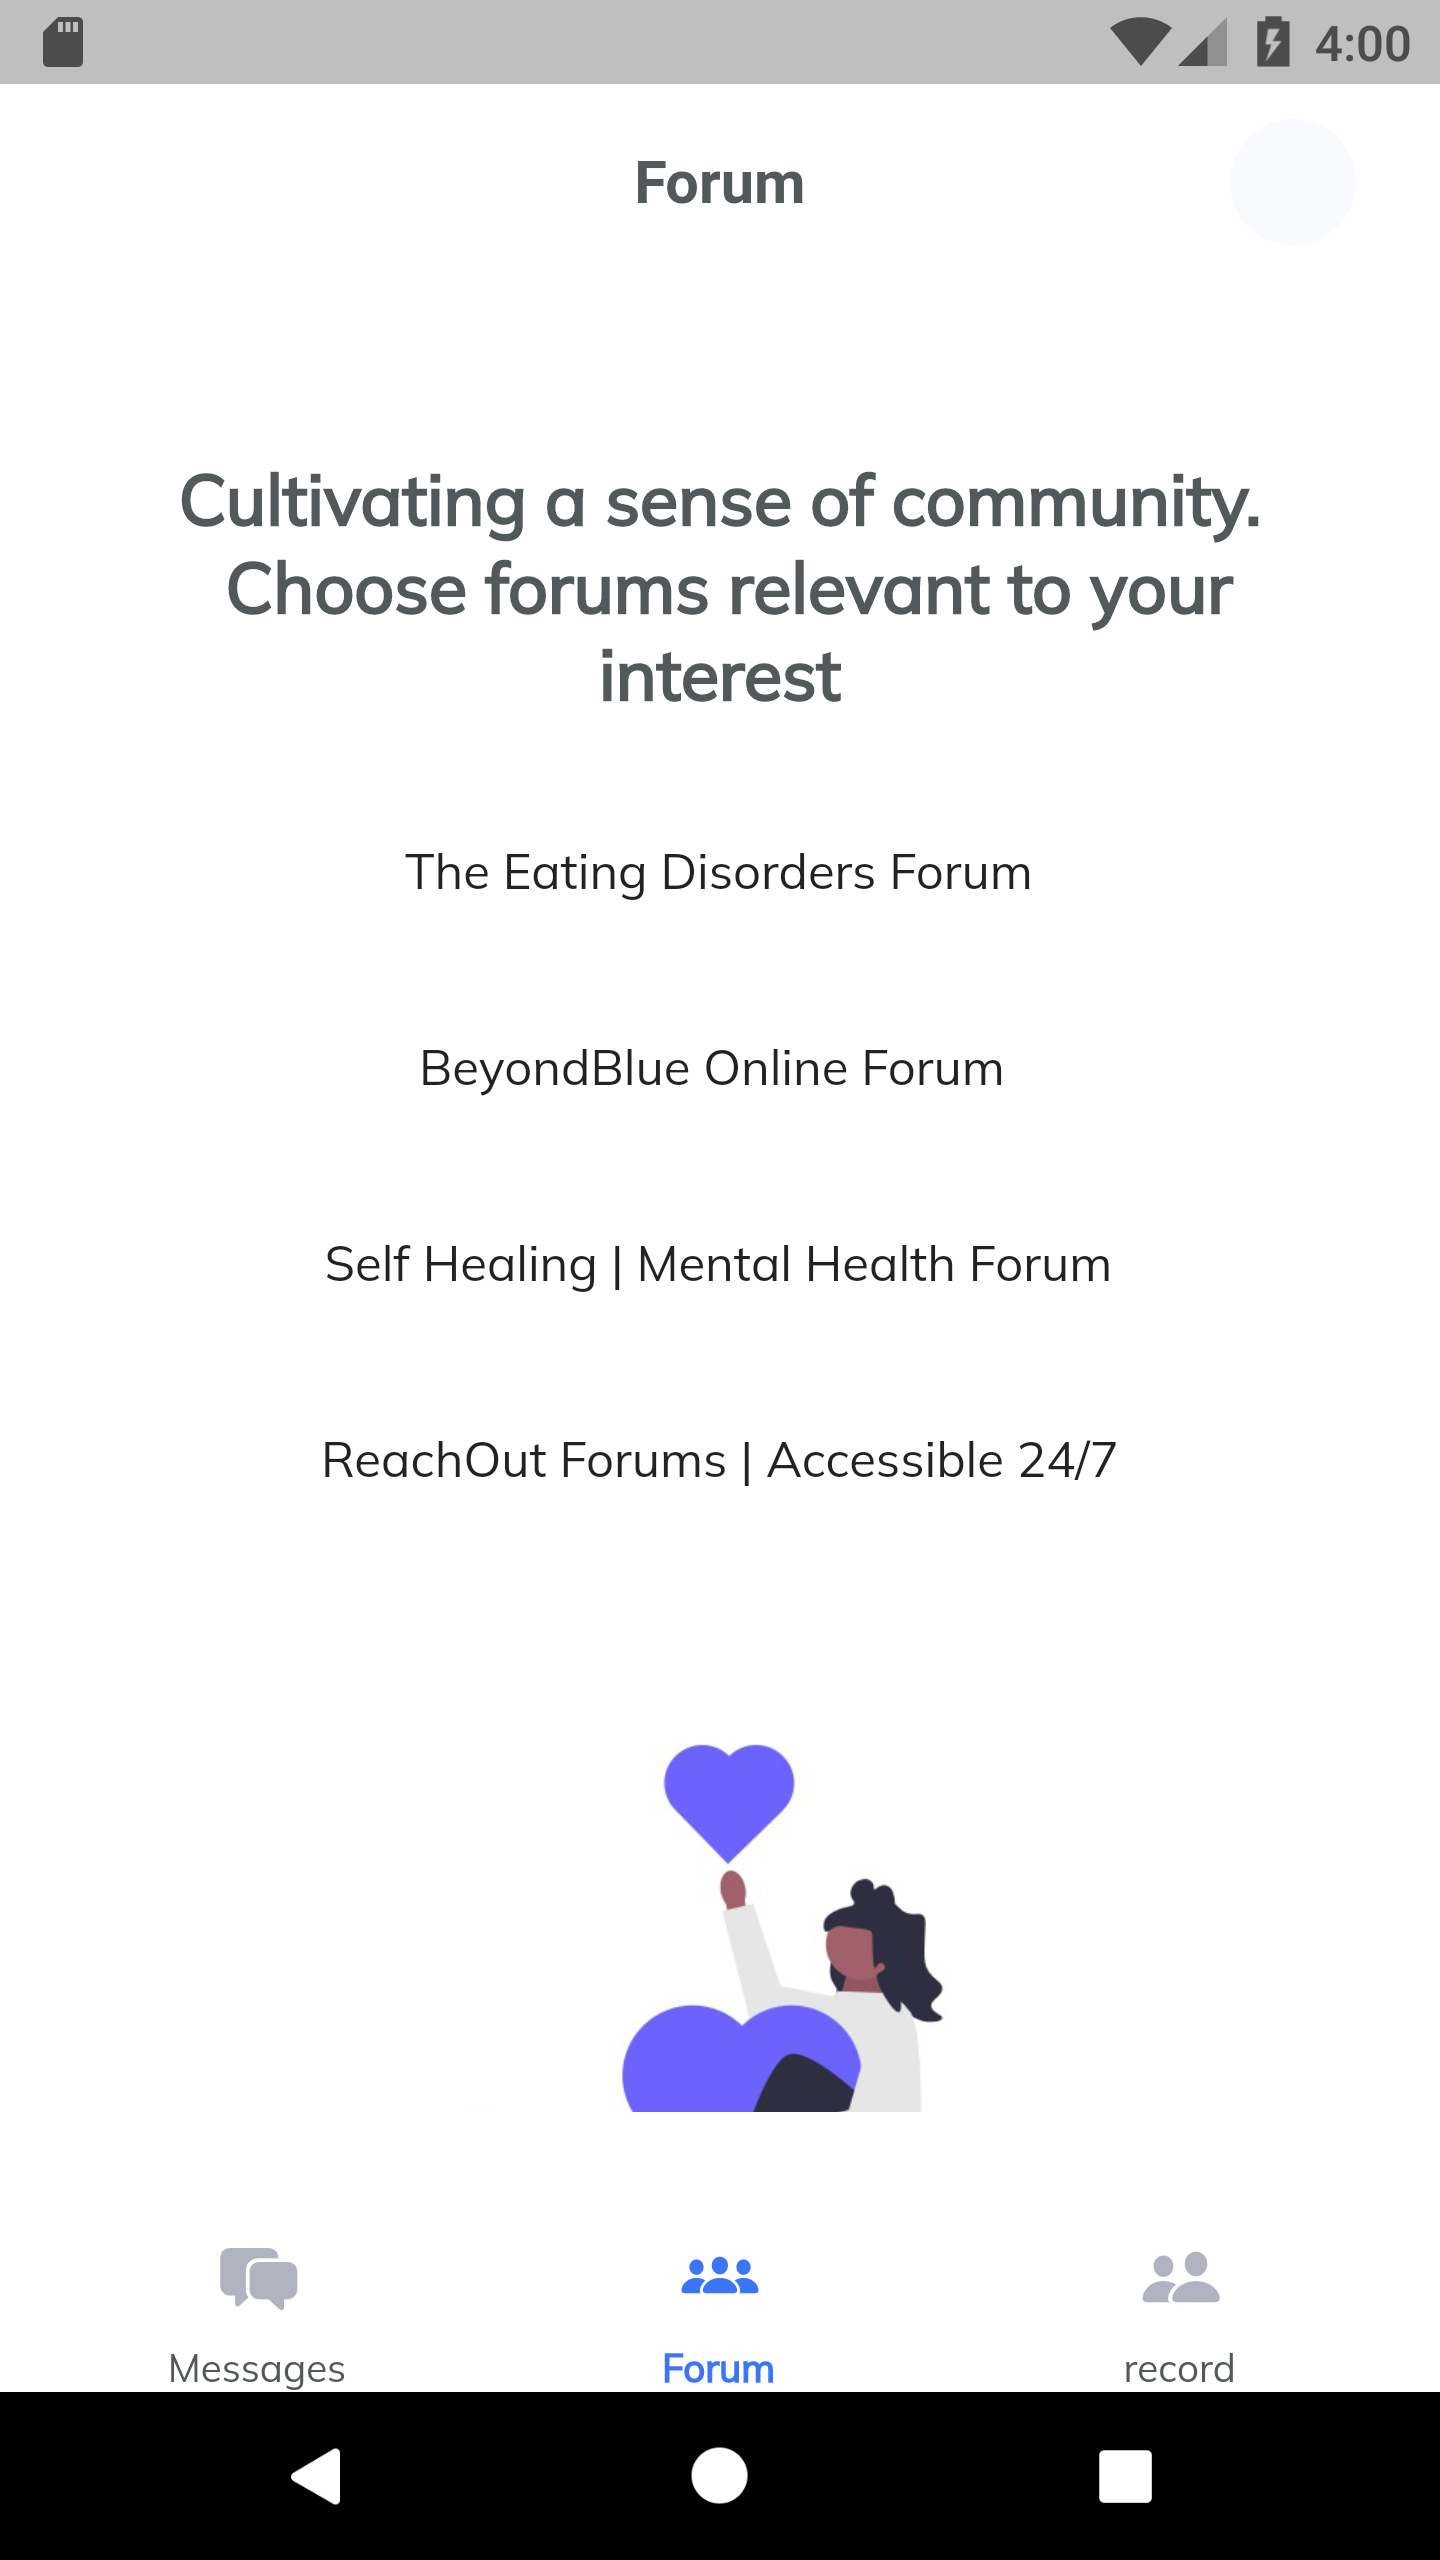 4:00
Forum
Cultivating a sense of community.
Choose forums relevant to your
interest
The Eating Disorders Forum
BeyondBlue Online Forum
Self Healing | Mental Health Forum
ReachOut Forums | Accessible 24/7
Messages
Forum
record